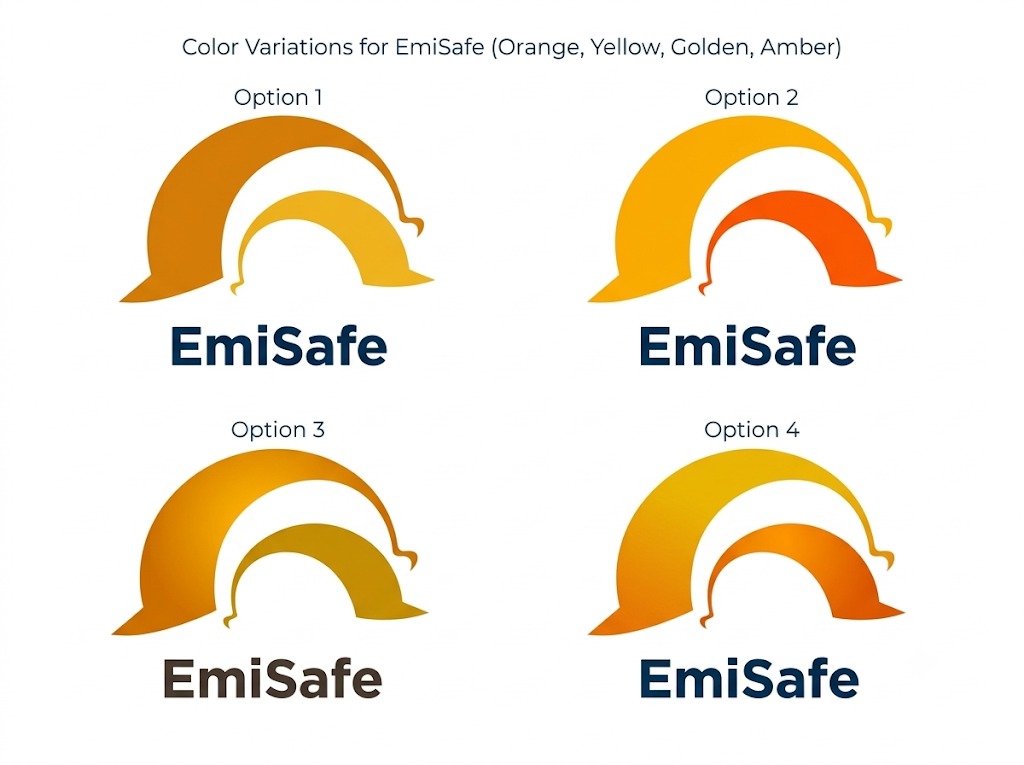 Color Variations for EmiSafe (Orange, Yellow, Golden, Amber)
Option 1
Option 2
EmiSafe
EmiSafe
Option 3
Option 4
EmiSafe
EmiSafe